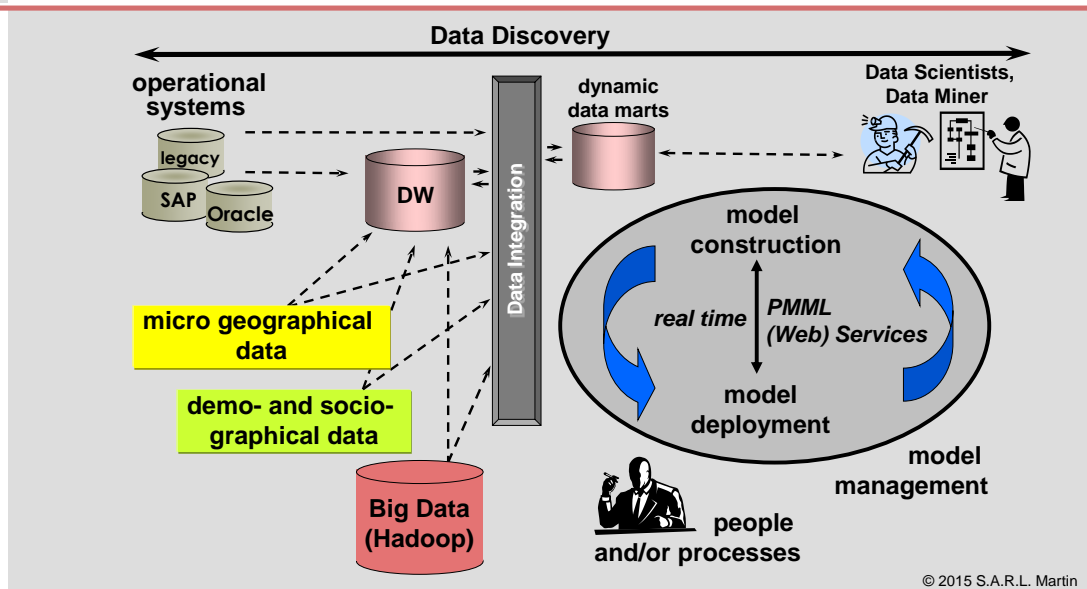 Data Discovery
operational
systems
legacy
SAP
Oracle
DW
Data Integration
dynamic
data marts
Data Scientists,
Data Miner
micro geographical
data
demo- and socio-
graphical data
Big Data
(Hadoop)
model
construction
real time
PMML
(Web) Services
model
deployment
model
management
people
and/or processes
© 2015 S.A.R.L. Martin